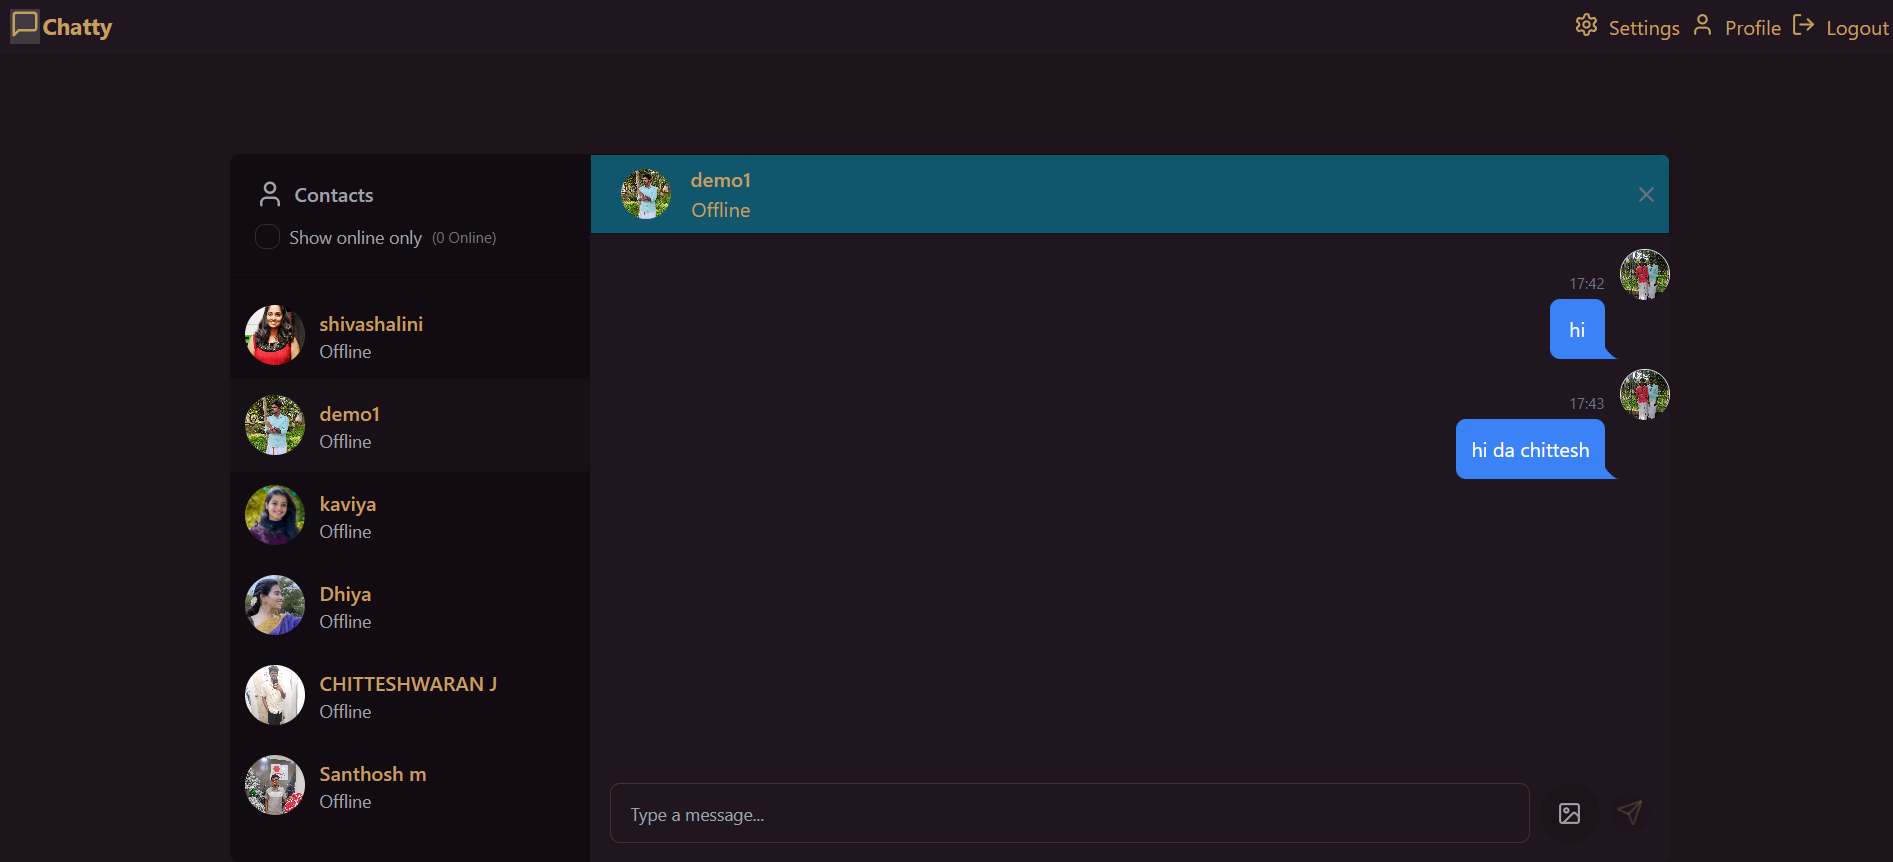 Chatty
Settings Profile Logout
Contacts
Show online only (0 Online)
shivashalini
Offline
demo1
Offline
kaviya
Offline
Dhiya
Offline
CHITTESHWARAN J
Offline
Santhosh m
Offline
demo1
Offline
17:42
hi
17:43
hi da chittesh
Type a message...